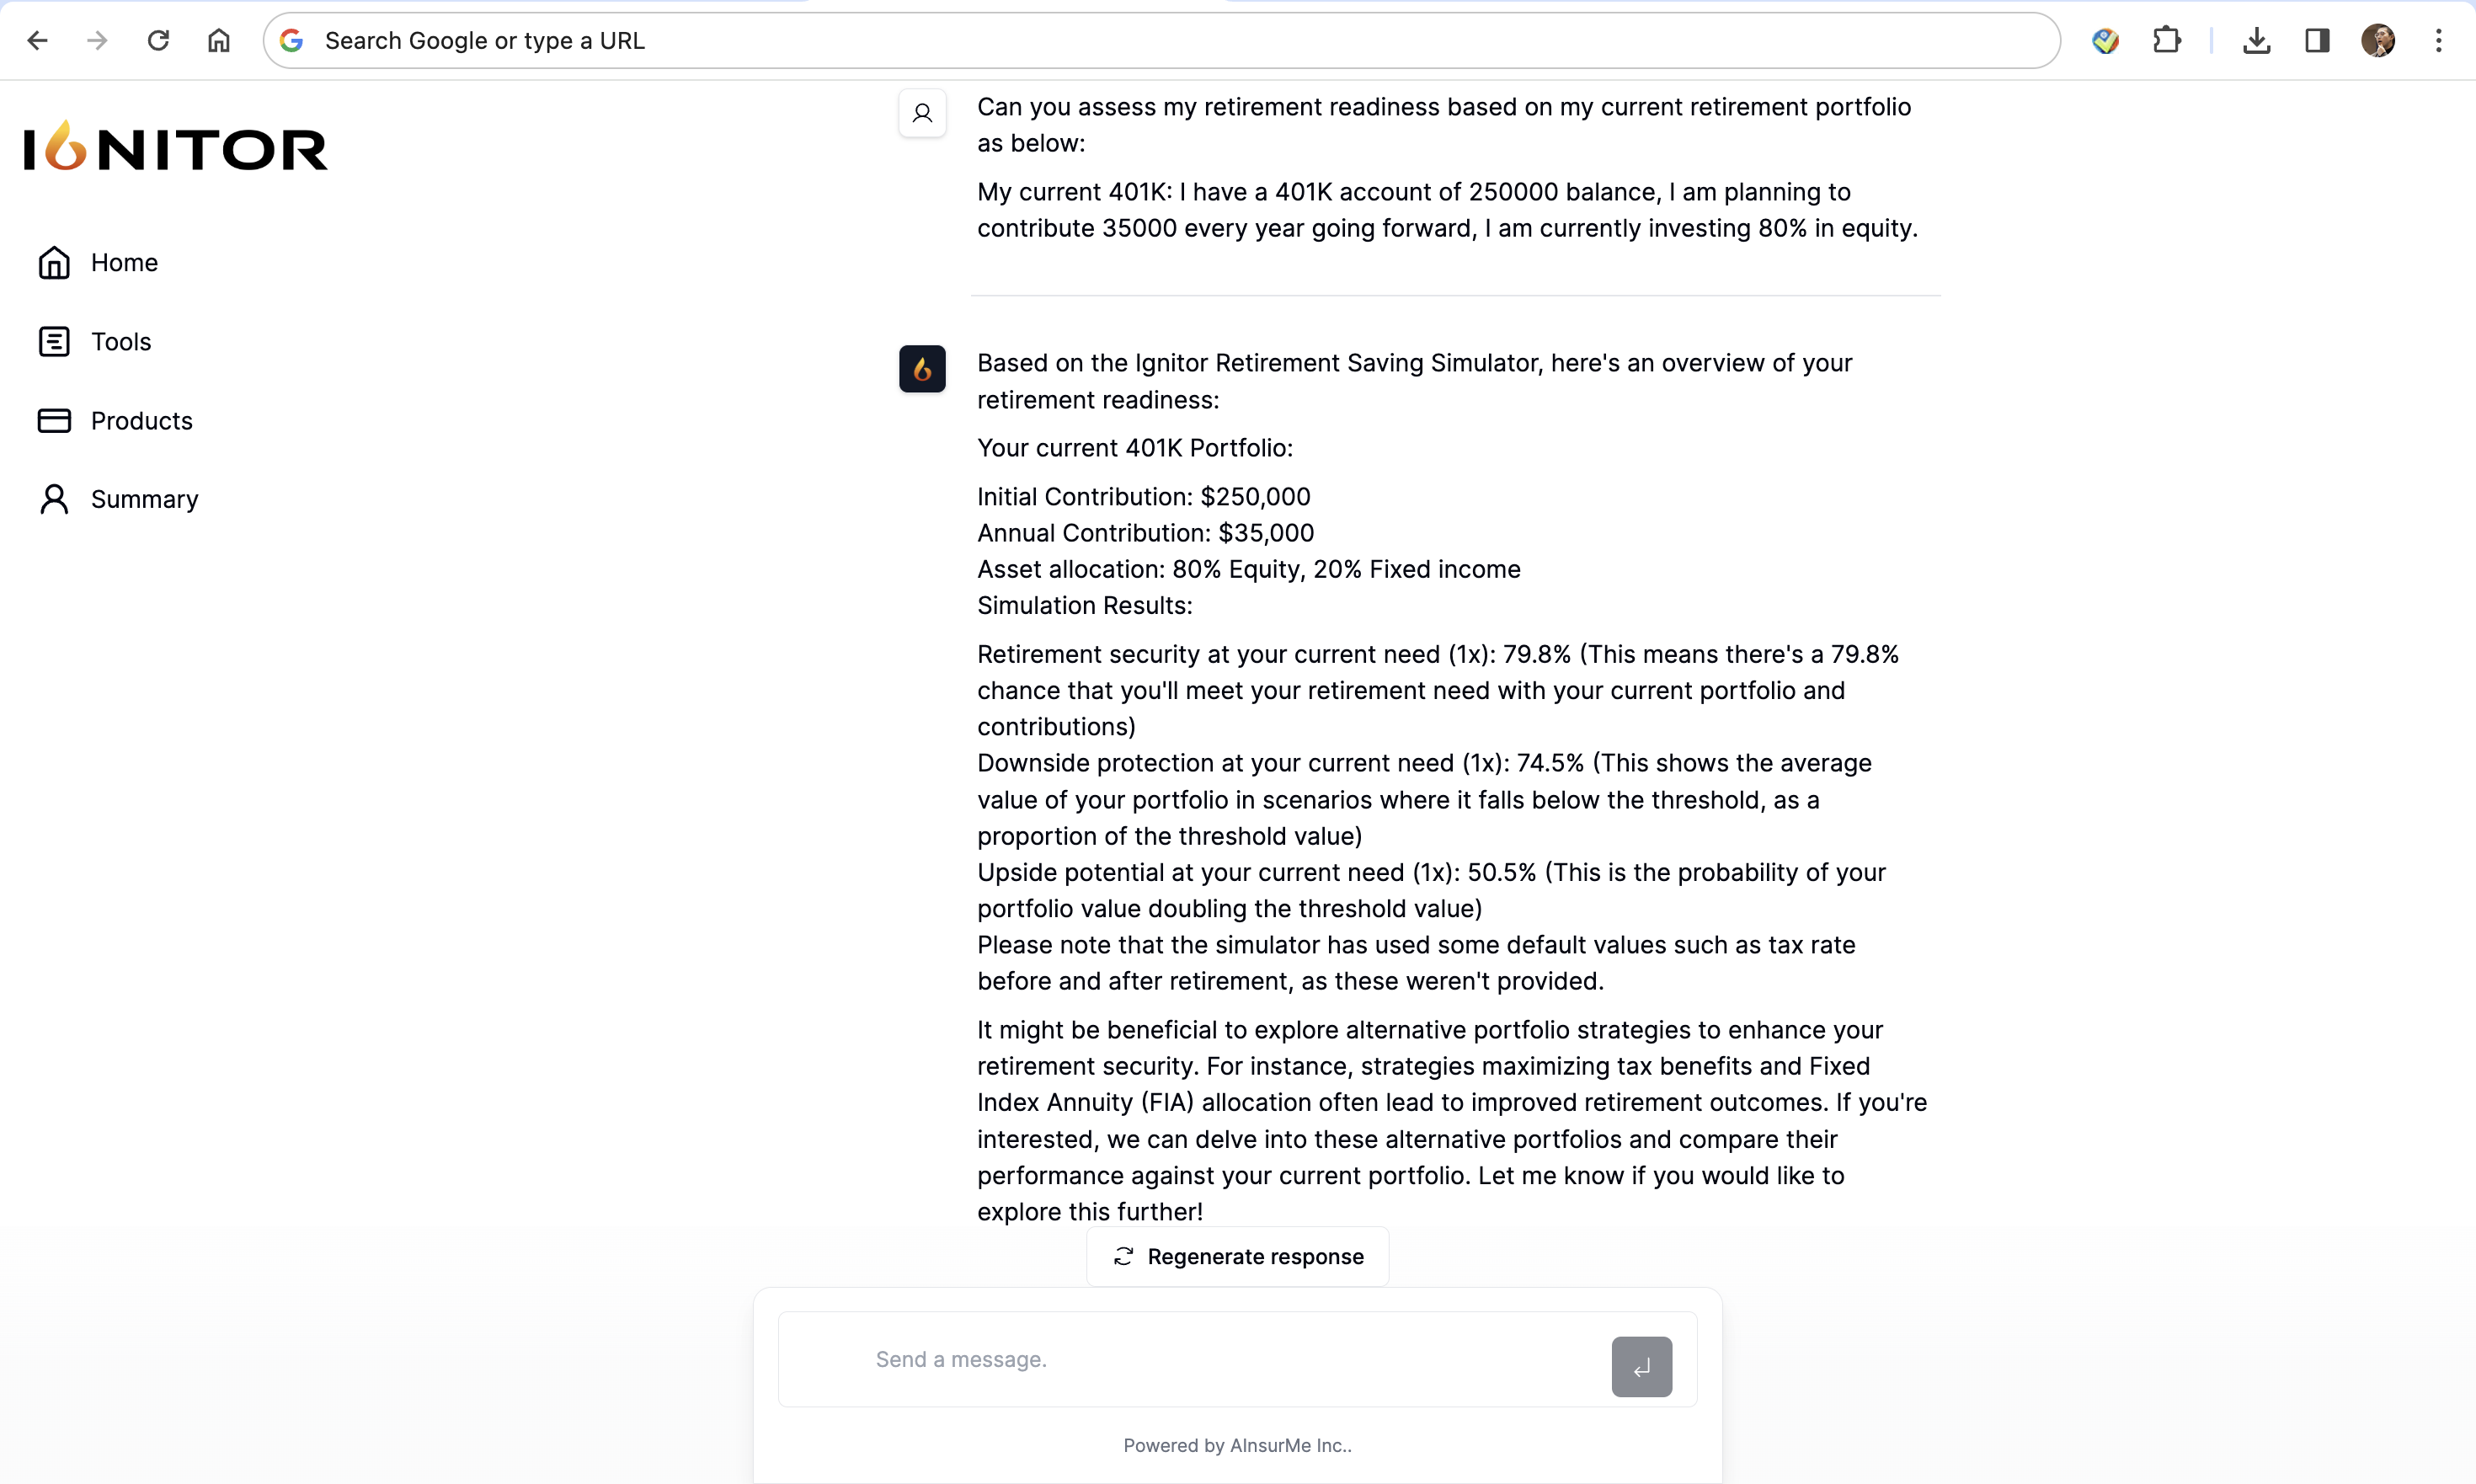 Search Google or type a URL
IGNITOR
Home
Tools
Products
Summary
Can you assess my retirement readiness based on my current retirement portfolio
as below:
My current 401K: I have a 401K account of 250000 balance, I am planning to
contribute 35000 every year going forward, I am currently investing 80% in equity.
Based on the Ignitor Retirement Saving Simulator, here's an overview of your
retirement readiness:
Your current 401K Portfolio:
Initial Contribution: $250,000
Annual Contribution: $35,000
Asset allocation: 80% Equity, 20% Fixed income
Simulation Results:
Retirement security at your current need (1x): 79.8% (This means there's a 79.8%
chance that you'll meet your retirement need with your current portfolio and
contributions)
Downside protection at your current need (1x): 74.5% (This shows the average
value of your portfolio in scenarios where it falls below the threshold, as a
proportion of the threshold value)
Upside potential at your current need (1x): 50.5% (This is the probability of your
portfolio value doubling the threshold value)
Please note that the simulator has used some default values such as tax rate
before and after retirement, as these weren't provided.
It might be beneficial to explore alternative portfolio strategies to enhance your
retirement security. For instance, strategies maximizing tax benefits and Fixed
Index Annuity (FIA) allocation often lead to improved retirement outcomes. If you're
interested, we can delve into these alternative portfolios and compare their
performance against your current portfolio. Let me know if you would like to
explore this further!
Regenerate response
Send a message.
Powered by AInsurMe Inc..